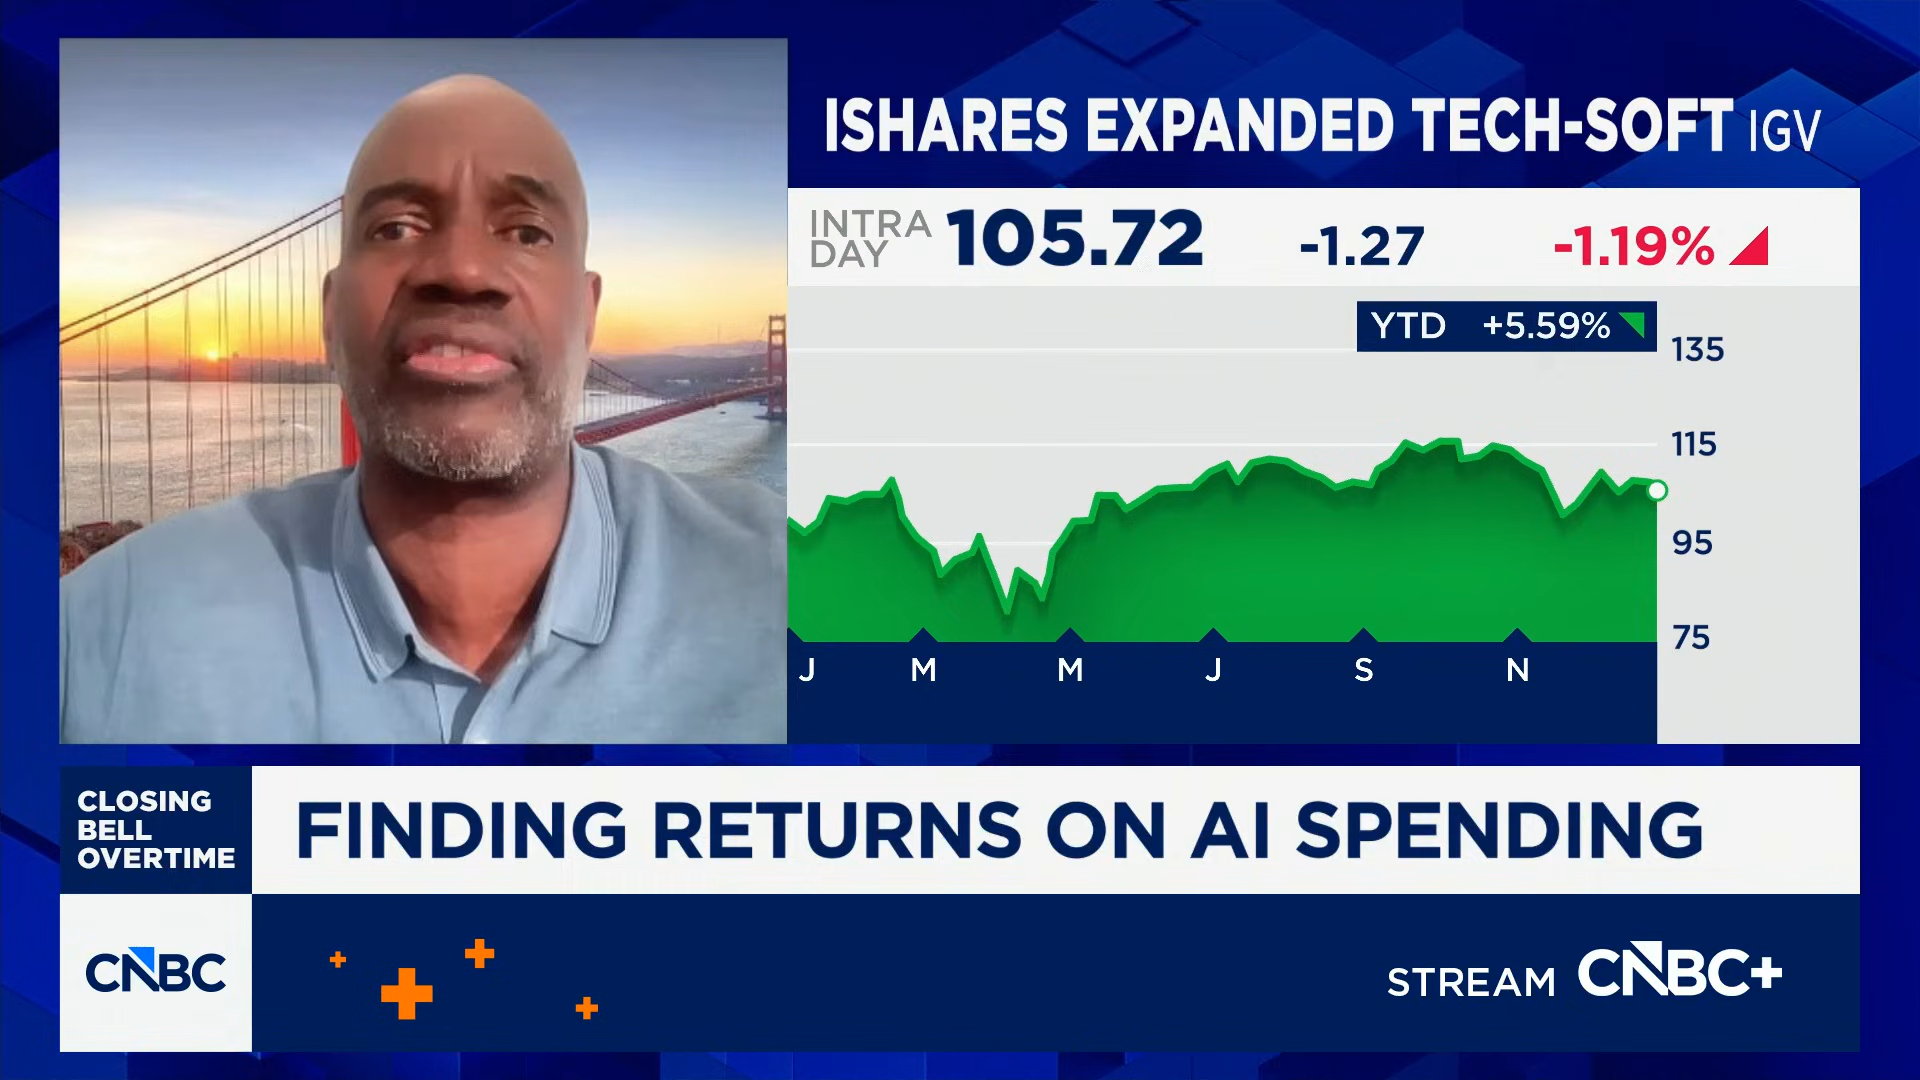 ISHARES EXPANDED TECH-SOFT IGV
INTRA DAY 105.72 -1.27 -1.19%
YTD +5.59%
135
115
95
75
J M M J S N
CLOSING
BELL
OVERTIME
FINDING RETURNS ON AI SPENDING
CNBC
STREAM CNBC+